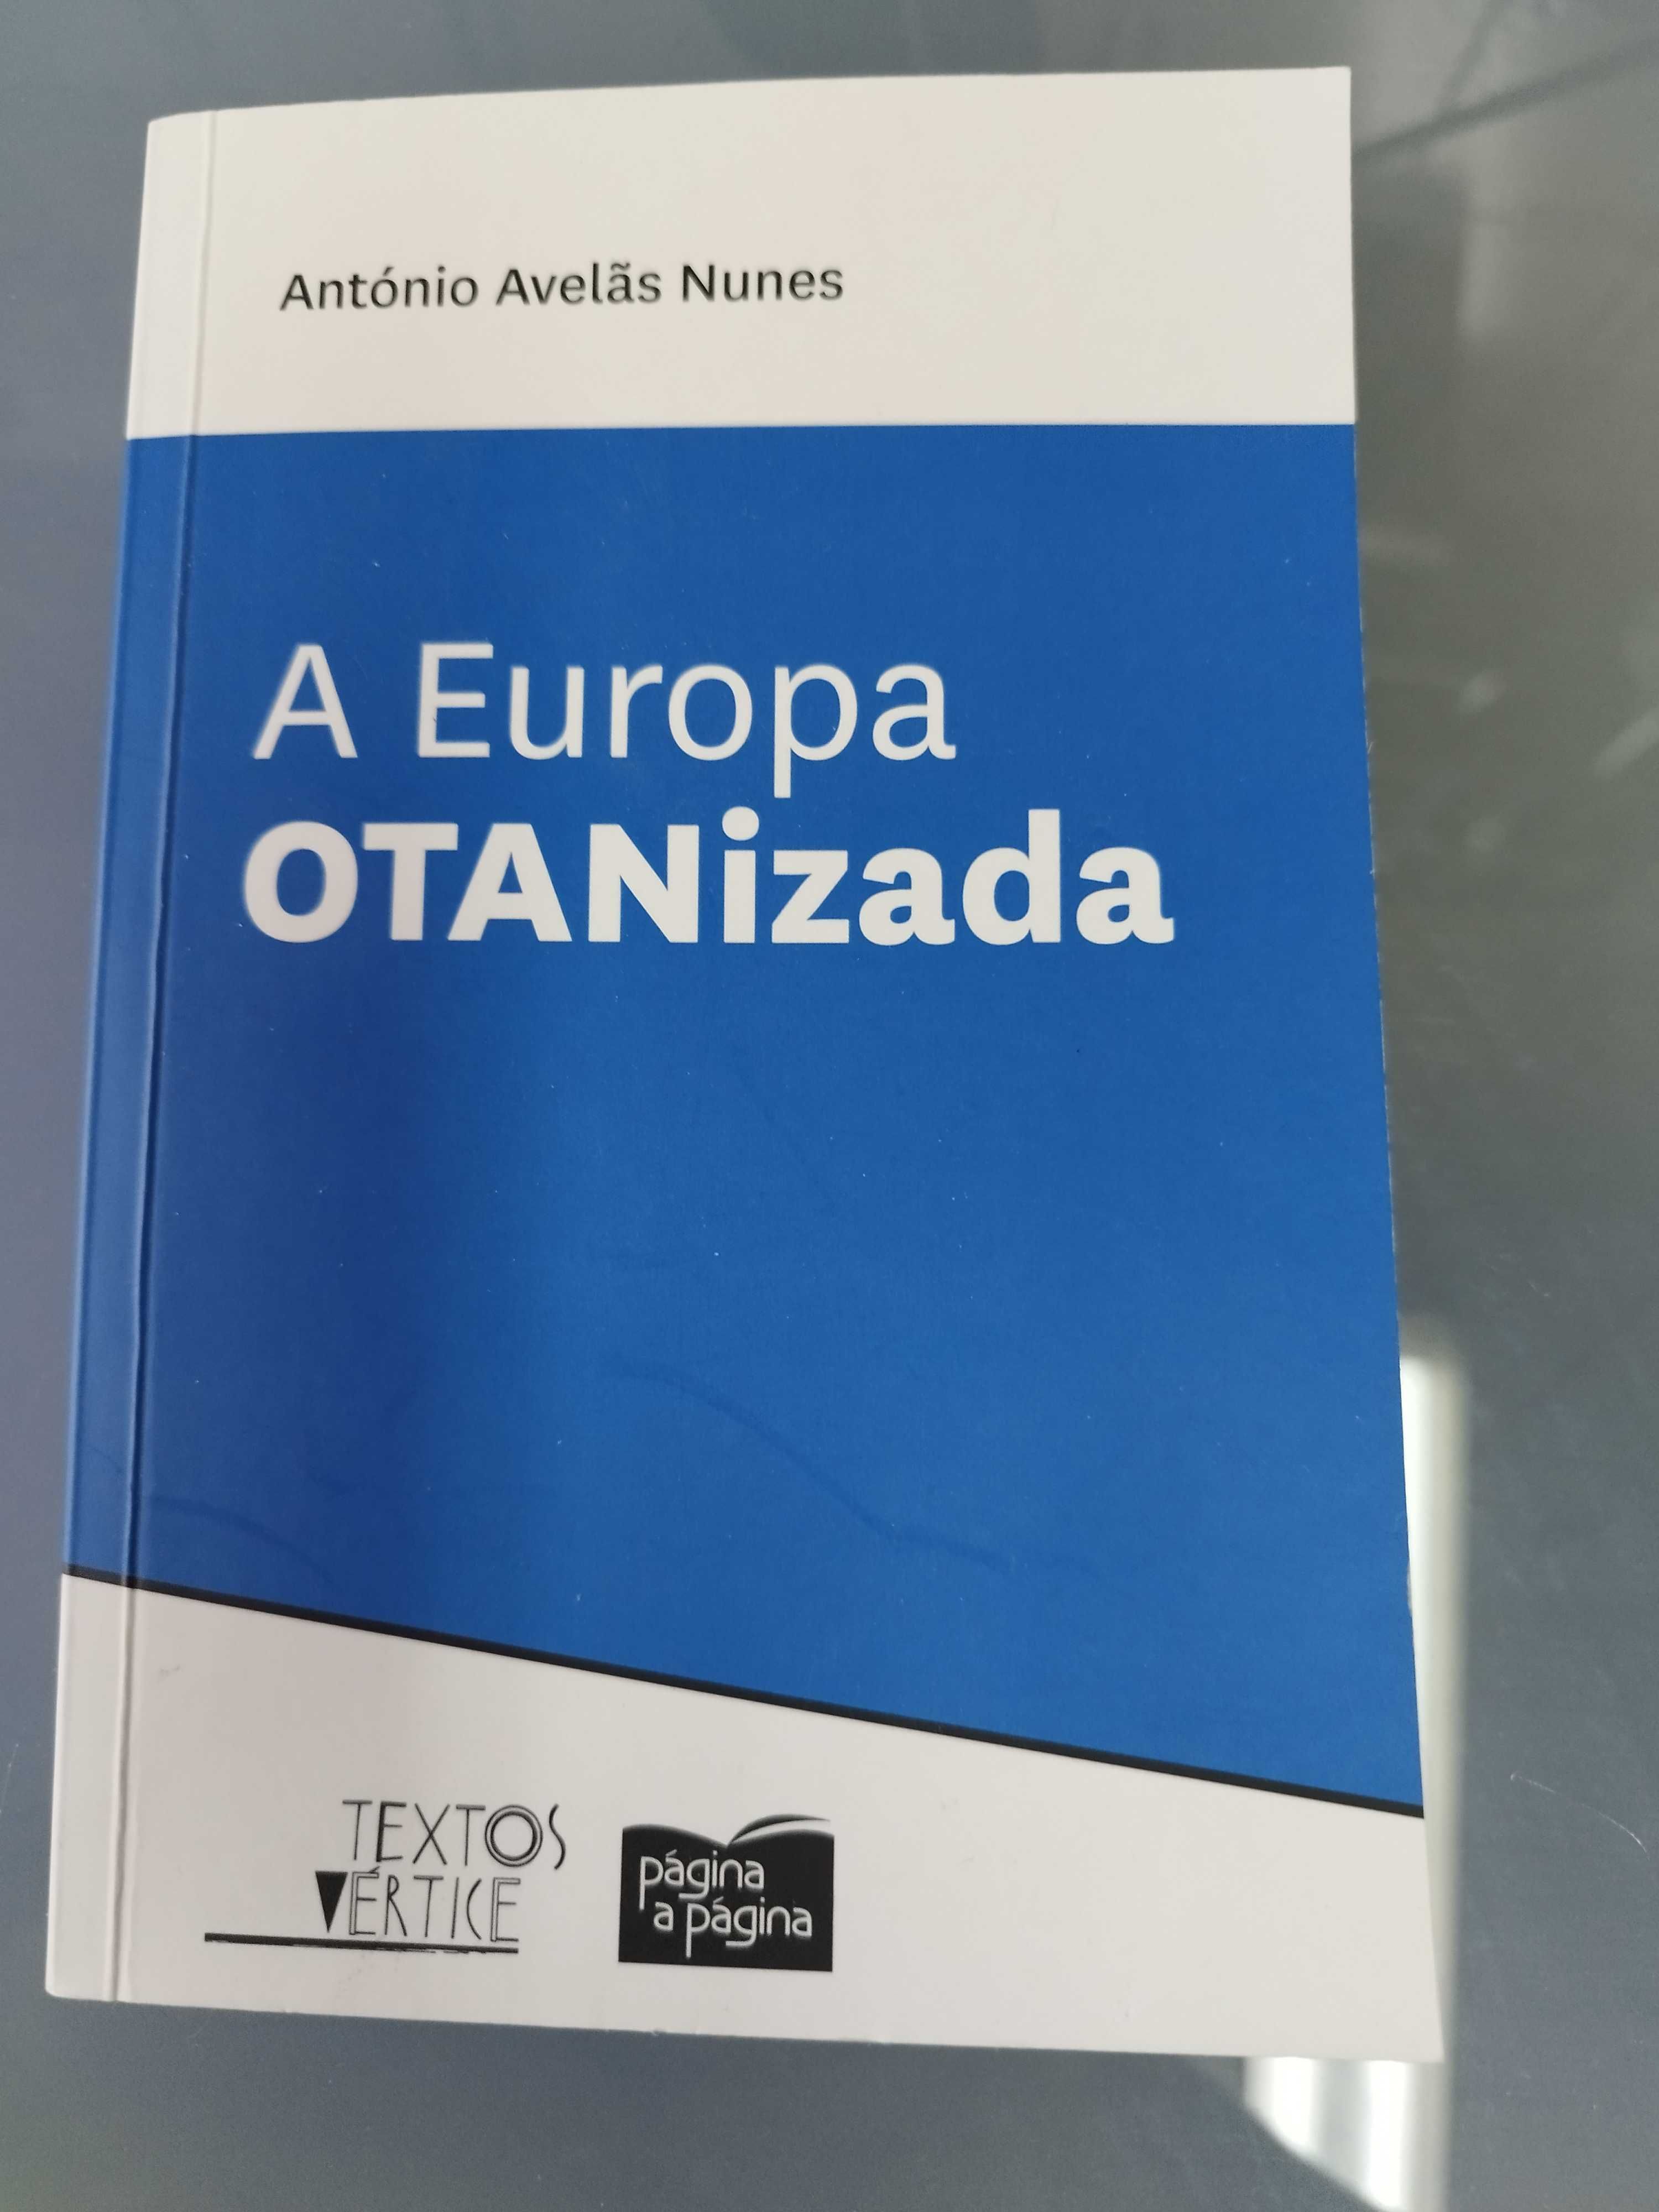 António Avelãs Nunes
A Europa
OTANizada
TEXTOS
VÉRTICE
página
a página